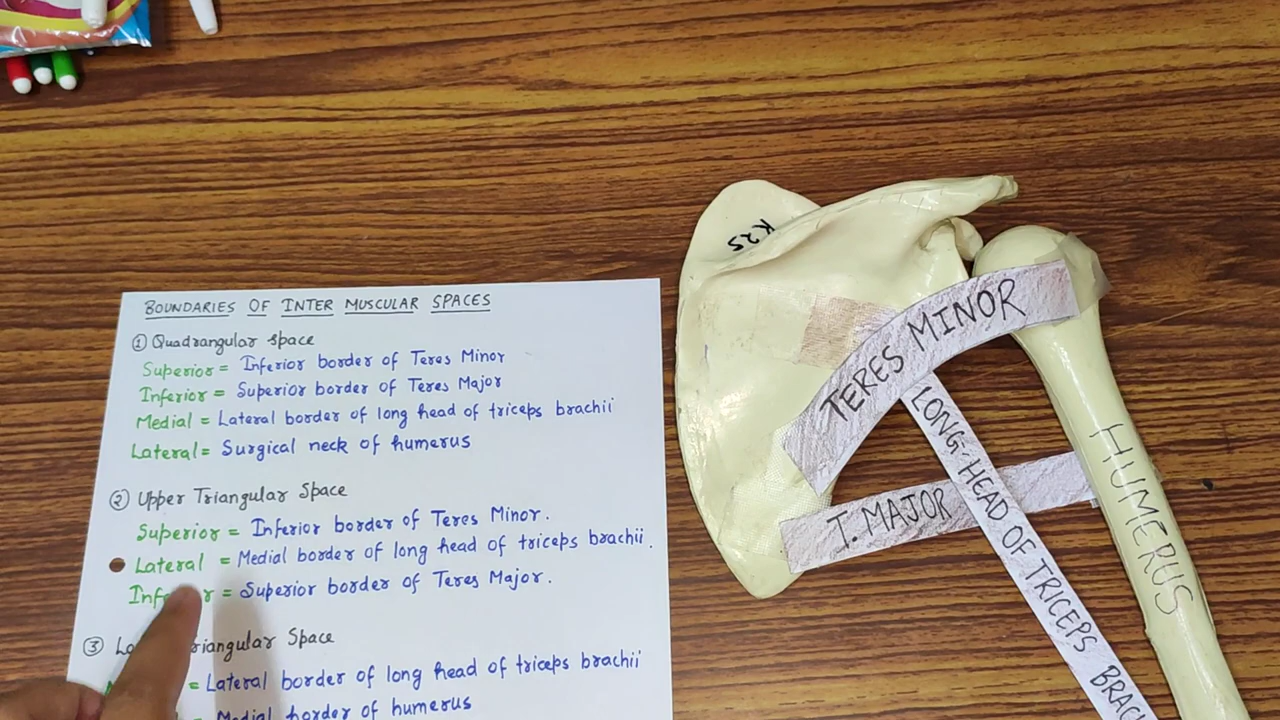 BOUNDARIES OF INTER MUSCULAR SPACES
① Quadrangular space
Superior = Inferior border of Teres Minor
Inferior = Superior border of Teres Major
Medial = Lateral border of long head of triceps brachii
Lateral = Surgical neck of humerus
② Upper Triangular Space
Superior = Inferior border of Teres Minor.
Lateral = Medial border of long head of triceps brachii.
= Superior border of Teres Major.
③ Space
= Lateral border of long head of triceps brachii
= Medial border of humerus
K25
TERES MINOR
T. MAJOR
LONG HEAD OF TRICEPS
HUMERUS